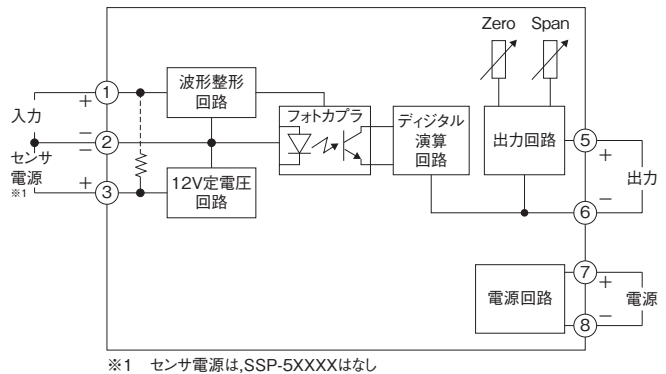 Zero Span
① 波形整形
回路
+
入力
フォトカプラ
ディジタル
演算
回路
出力回路
⑤
+
出力
−
② −
−
センサ
電源
※1
+
③ 12V定電圧
回路
⑥
⑦
+
電源回路
電源
−
⑧
※1 センサ電源は,SSP-5XXXXはなし